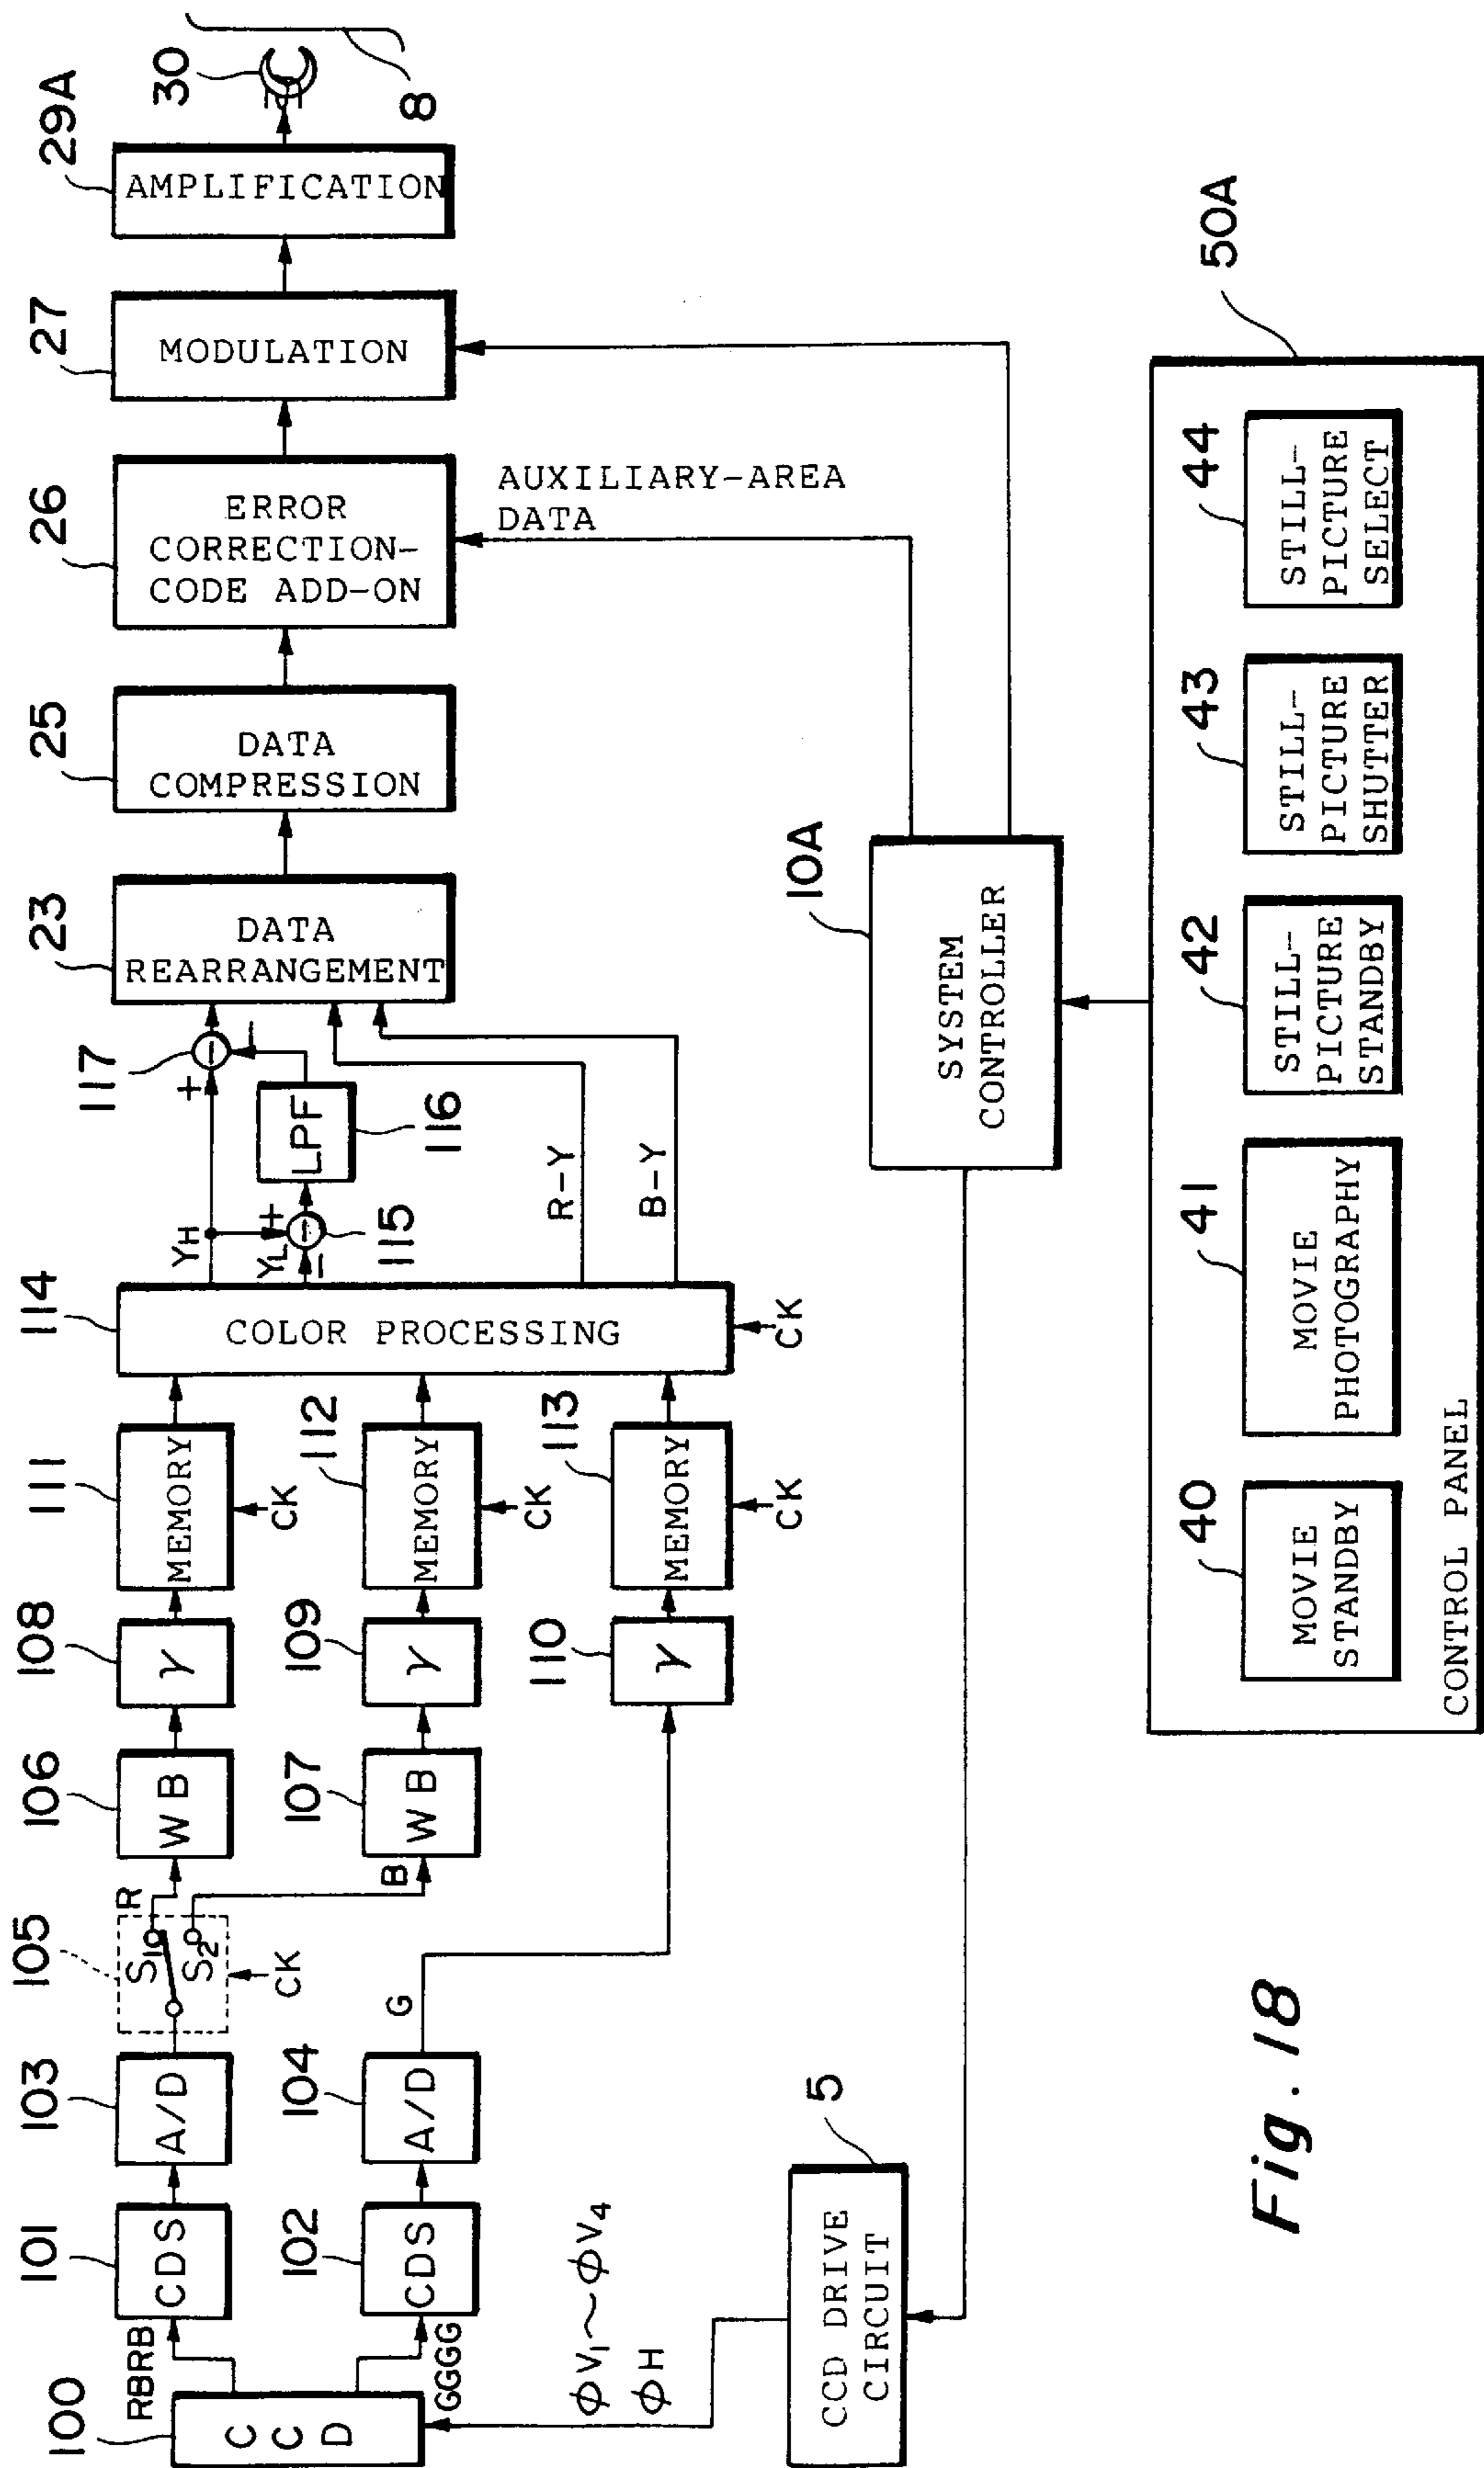 100
CCD
RBRB
GGGG
101
CDS
102
CDS
103
A/D
104
A/D
G
105
S1
S2
CK
R
B
106
WB
107
WB
108
γ
109
γ
110
γ
111
MEMORY
CK
112
MEMORY
CK
113
MEMORY
CK
114
COLOR PROCESSING
CK
YH
YL
+
−
−
115
LPF
116
+
−
−
117
R-Y
B-Y
23
DATA
REARRANGEMENT
25
DATA
COMPRESSION
26
ERROR
CORRECTION-
CODE ADD-ON
AUXILIARY-AREA
DATA
27
MODULATION
29A
AMPLIFICATION
30
8
φV1~φV4
φH
5
CCD DRIVE
CIRCUIT
10A
SYSTEM
CONTROLLER
50A
40
MOVIE
STANDBY
41
MOVIE
PHOTOGRAPHY
42
STILL-
PICTURE
STANDBY
43
STILL-
PICTURE
SHUTTER
44
STILL-
PICTURE
SELECT
CONTROL PANEL
Fig. 18